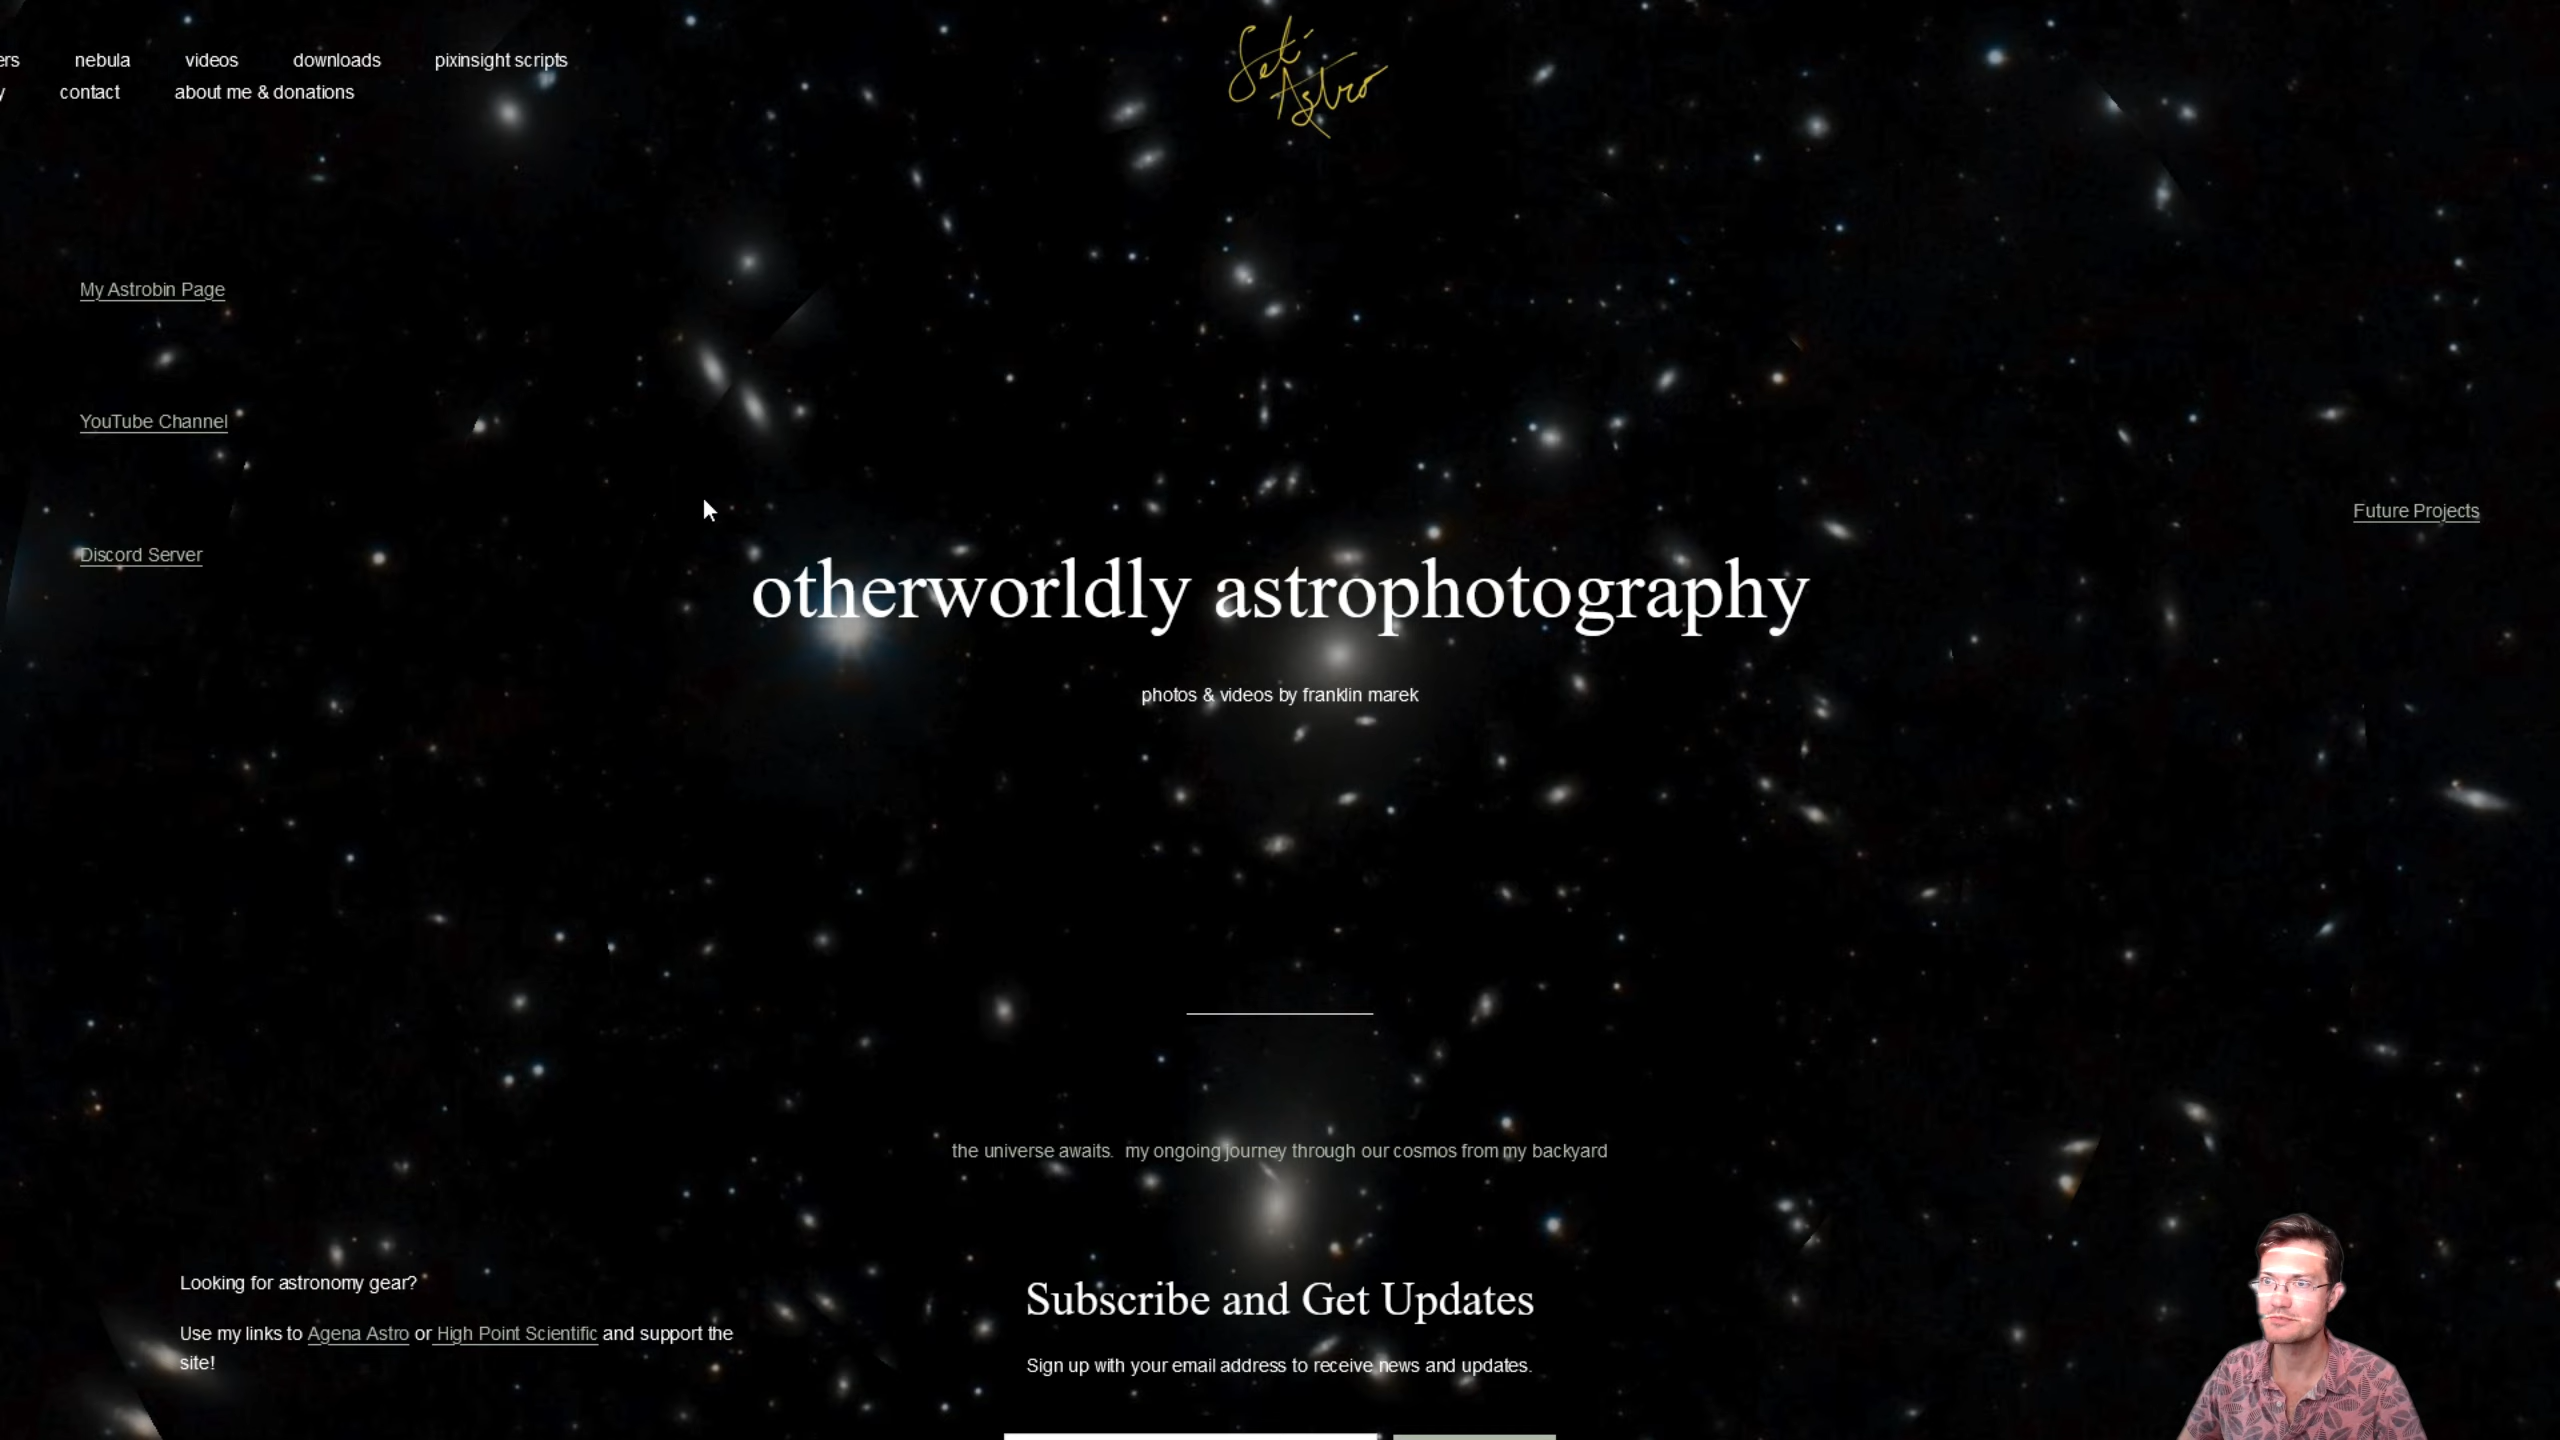 nebula videos downloads pixinsight scripts
contact about me & donations
Seti
Astro
My Astrobin Page
YouTube Channel
Discord Server
Future Projects
otherworldly astrophotography
photos & videos by franklin marek
the universe awaits. my ongoing journey through our cosmos from my backyard
Looking for astronomy gear?
Use my links to Agena Astro or High Point Scientific and support the
site!
Subscribe and Get Updates
Sign up with your email address to receive news and updates.